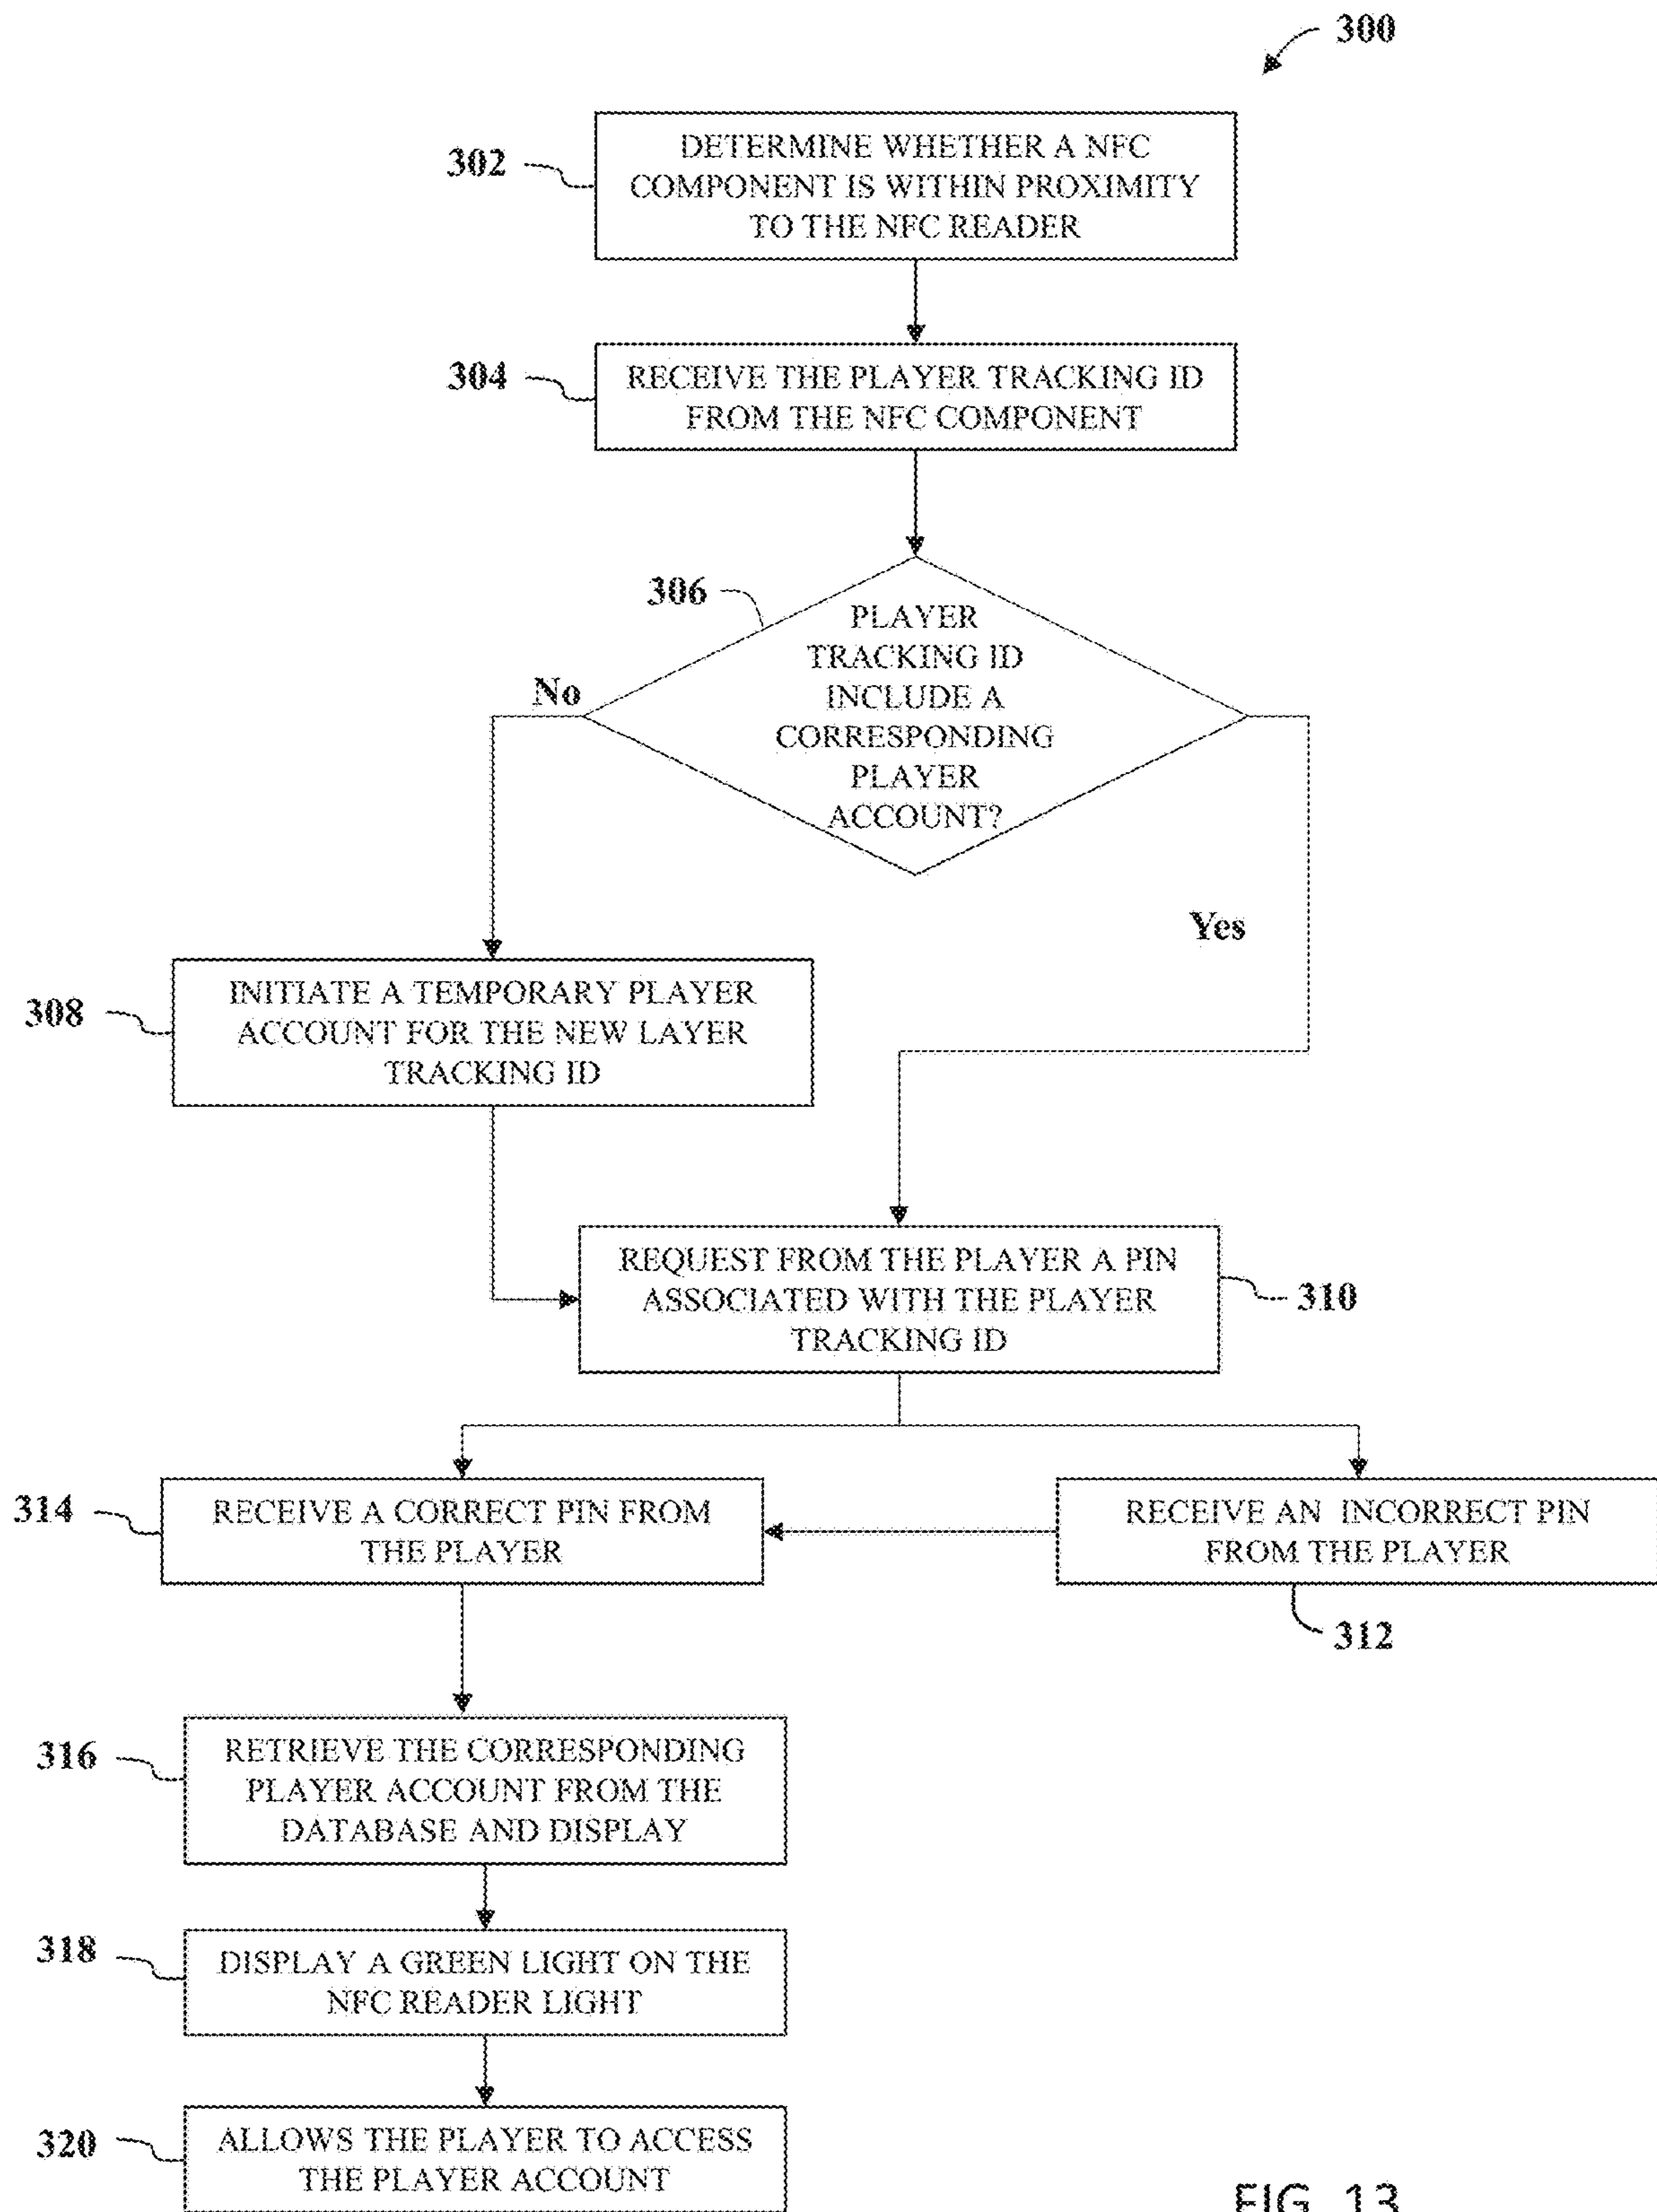 300
302
DETERMINE WHETHER A NFC
COMPONENT IS WITHIN PROXIMITY
TO THE NFC READER
304
RECEIVE THE PLAYER TRACKING ID
FROM THE NFC COMPONENT
306
PLAYER
TRACKING ID
INCLUDE A
CORRESPONDING
PLAYER
ACCOUNT?
No
Yes
308
INITIATE A TEMPORARY PLAYER
ACCOUNT FOR THE NEW LAYER
TRACKING ID
REQUEST FROM THE PLAYER A PIN
ASSOCIATED WITH THE PLAYER
TRACKING ID
310
314
RECEIVE A CORRECT PIN FROM
THE PLAYER
RECEIVE AN INCORRECT PIN
FROM THE PLAYER
312
316
RETRIEVE THE CORRESPONDING
PLAYER ACCOUNT FROM THE
DATABASE AND DISPLAY
318
DISPLAY A GREEN LIGHT ON THE
NFC READER LIGHT
320
ALLOWS THE PLAYER TO ACCESS
THE PLAYER ACCOUNT
FIG. 13